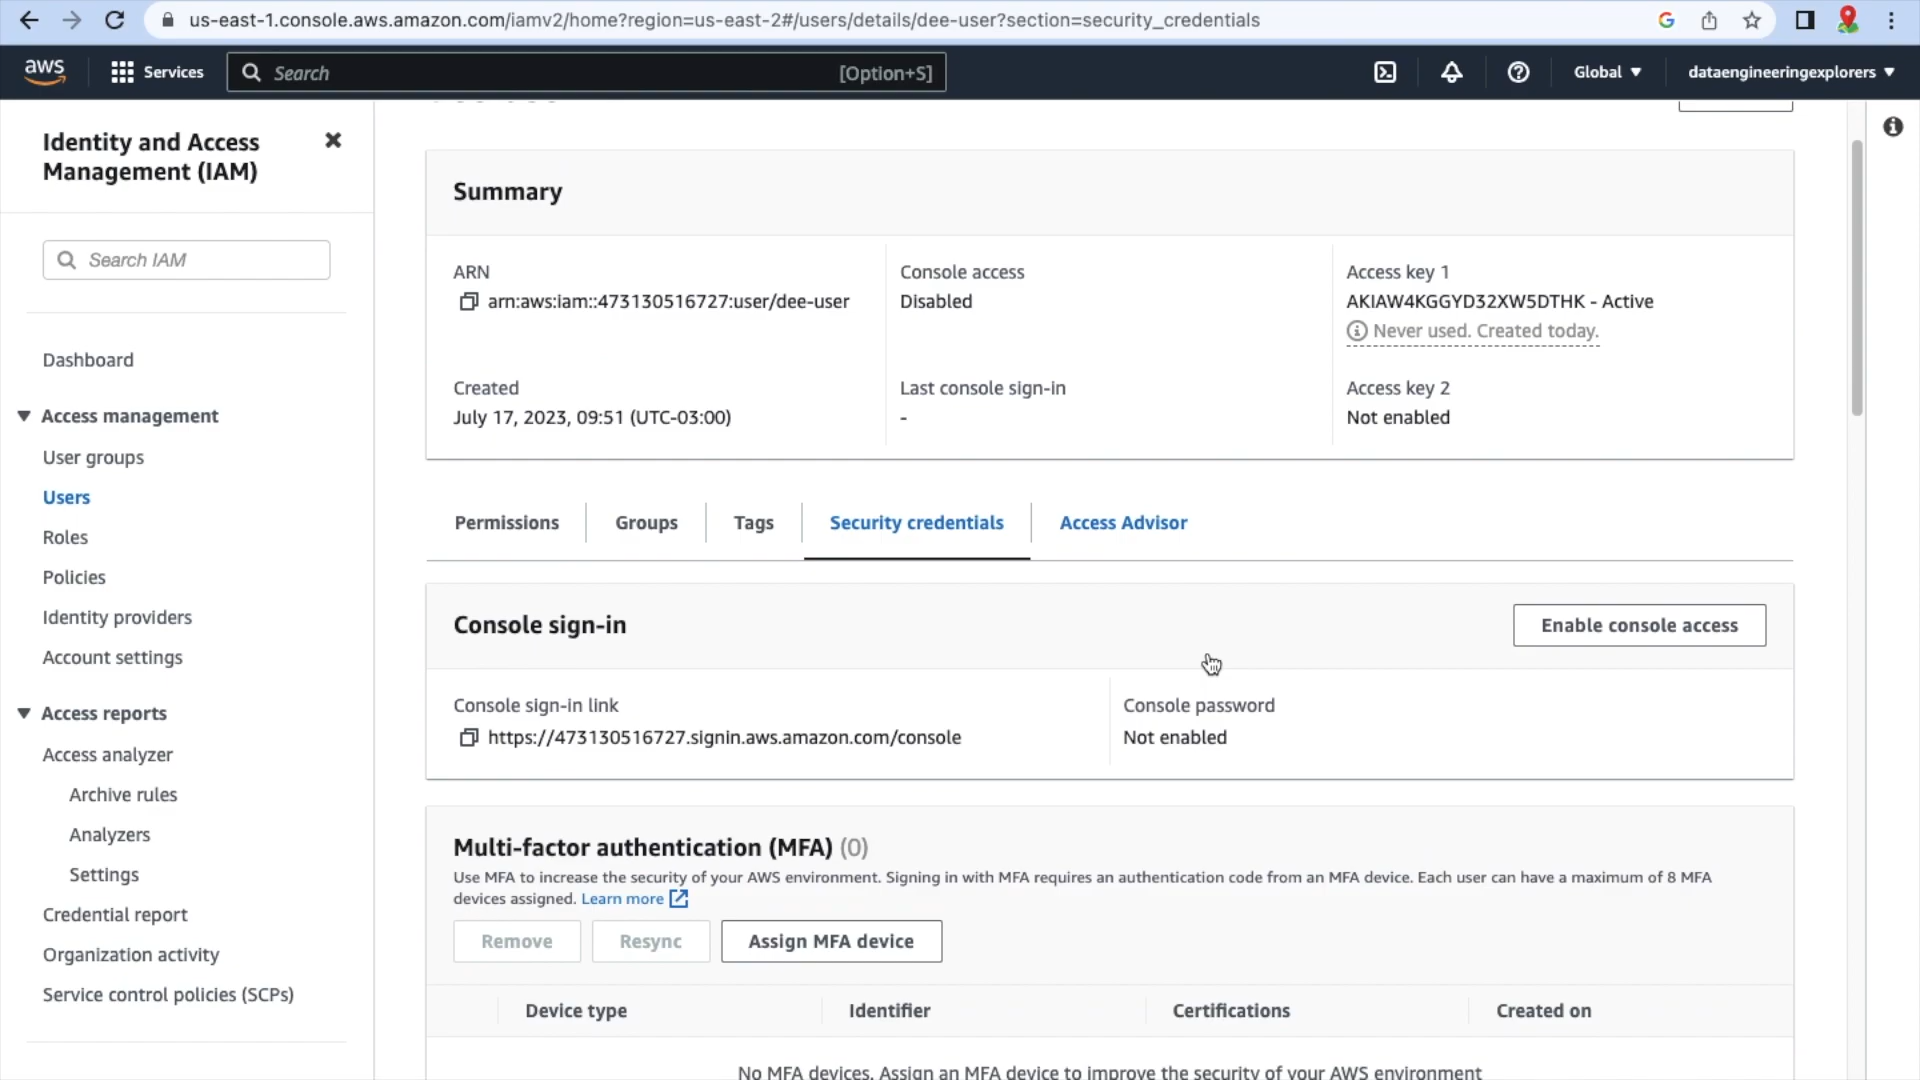 us-east-1.console.aws.amazon.com/iamv2/home?region=us-east-2#/users/details/dee-user?section=security_credentials
aws
Services
Search
[Option+S]
Global
dataengineeringexplorers
Identity and Access
Management (IAM)
Search IAM
Dashboard
Access management
User groups
Users
Roles
Policies
Identity providers
Account settings
Access reports
Access analyzer
Archive rules
Analyzers
Settings
Credential report
Organization activity
Service control policies (SCPs)
Summary
ARN
arn:aws:iam::473130516727:user/dee-user
Console access
Disabled
Access key 1
AKIAW4KGGYD32XW5DTHK - Active
Never used. Created today.
Created
July 17, 2023, 09:51 (UTC-03:00)
Last console sign-in
-
Access key 2
Not enabled
Permissions
Groups
Tags
Security credentials
Access Advisor
Console sign-in
Enable console access
Console sign-in link
https://473130516727.signin.aws.amazon.com/console
Console password
Not enabled
Multi-factor authentication (MFA) (0)
Use MFA to increase the security of your AWS environment. Signing in with MFA requires an authentication code from an MFA device. Each user can have a maximum of 8 MFA
devices assigned. Learn more
Remove
Resync
Assign MFA device
Device type
Identifier
Certifications
Created on
No MFA devices. Assign an MFA device to improve the security of your AWS environment